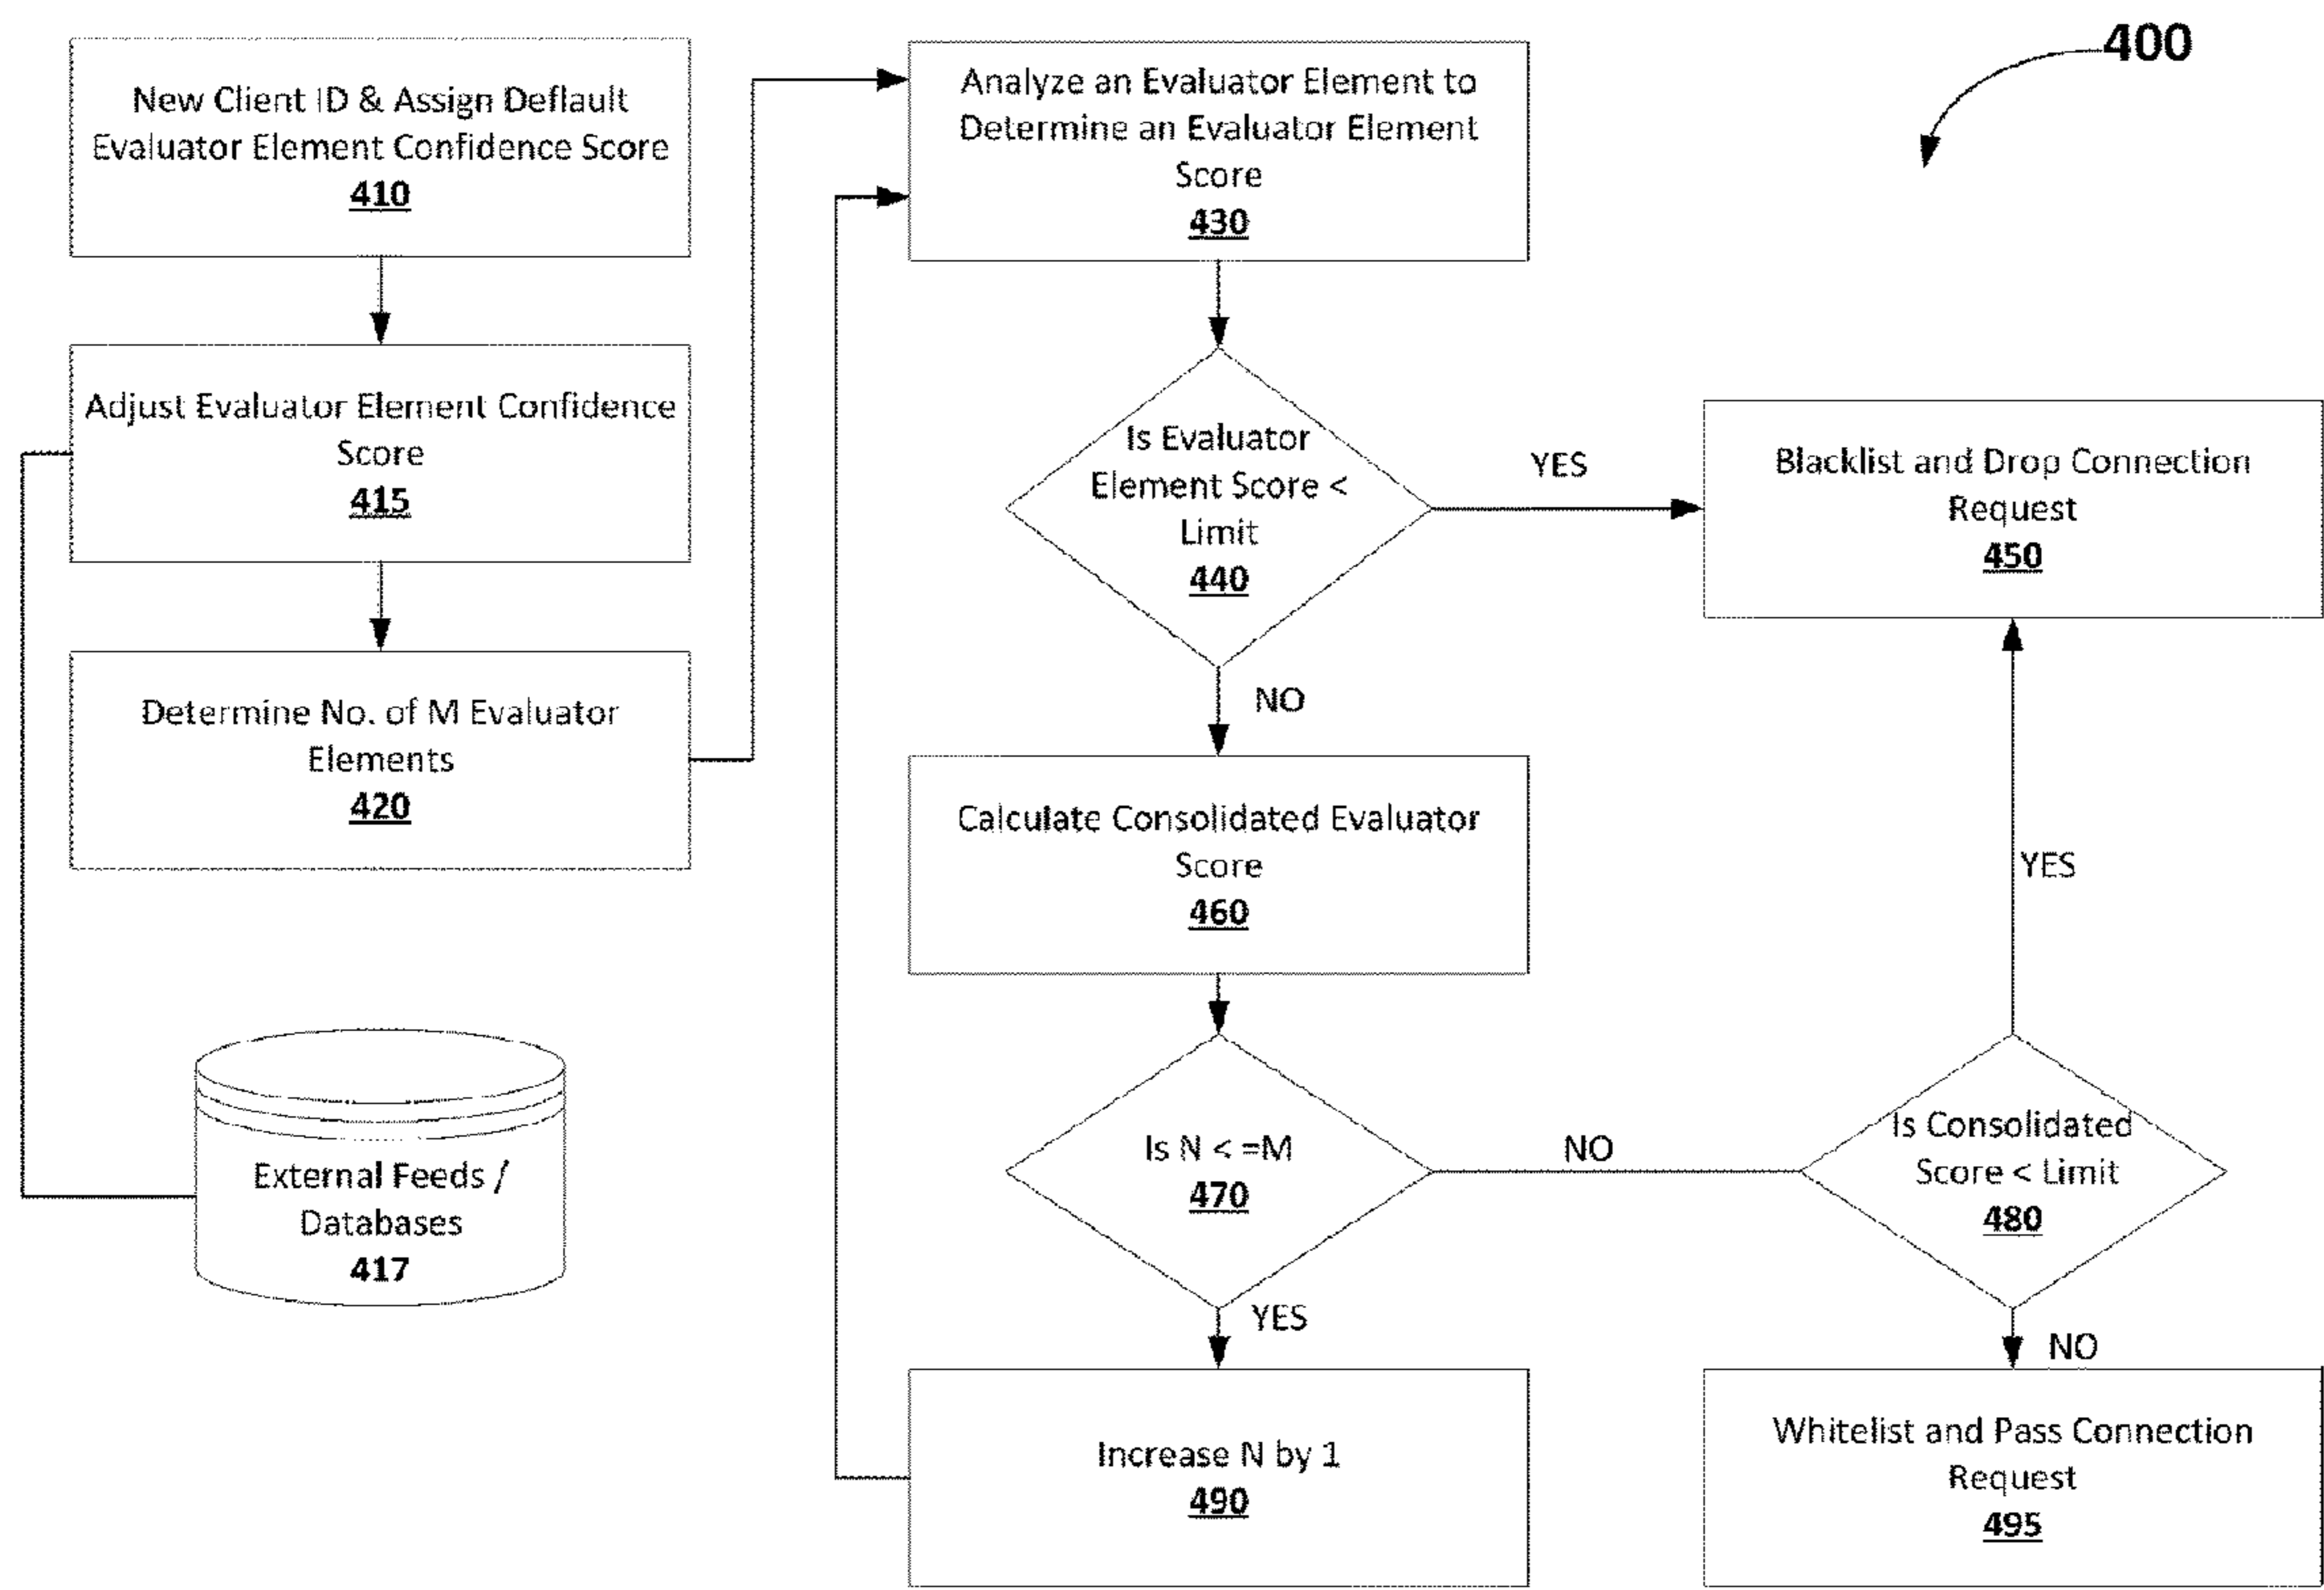 400
New Client ID & Assign Deflault
Evaluator Element Confidence Score
410
Adjust Evaluator Element Confidence
Score
415
Determine No. of M Evaluator
Elements
420
External Feeds /
Databases
417
Analyze an Evaluator Element to
Determine an Evaluator Element
Score
430
Is Evaluator
Element Score <
Limit
440
YES
Blacklist and Drop Connection
Request
450
NO
Calculate Consolidated Evaluator
Score
460
YES
Is N < =M
470
NO
Is Consolidated
Score < Limit
480
YES
NO
Increase N by 1
490
Whitelist and Pass Connection
Request
495